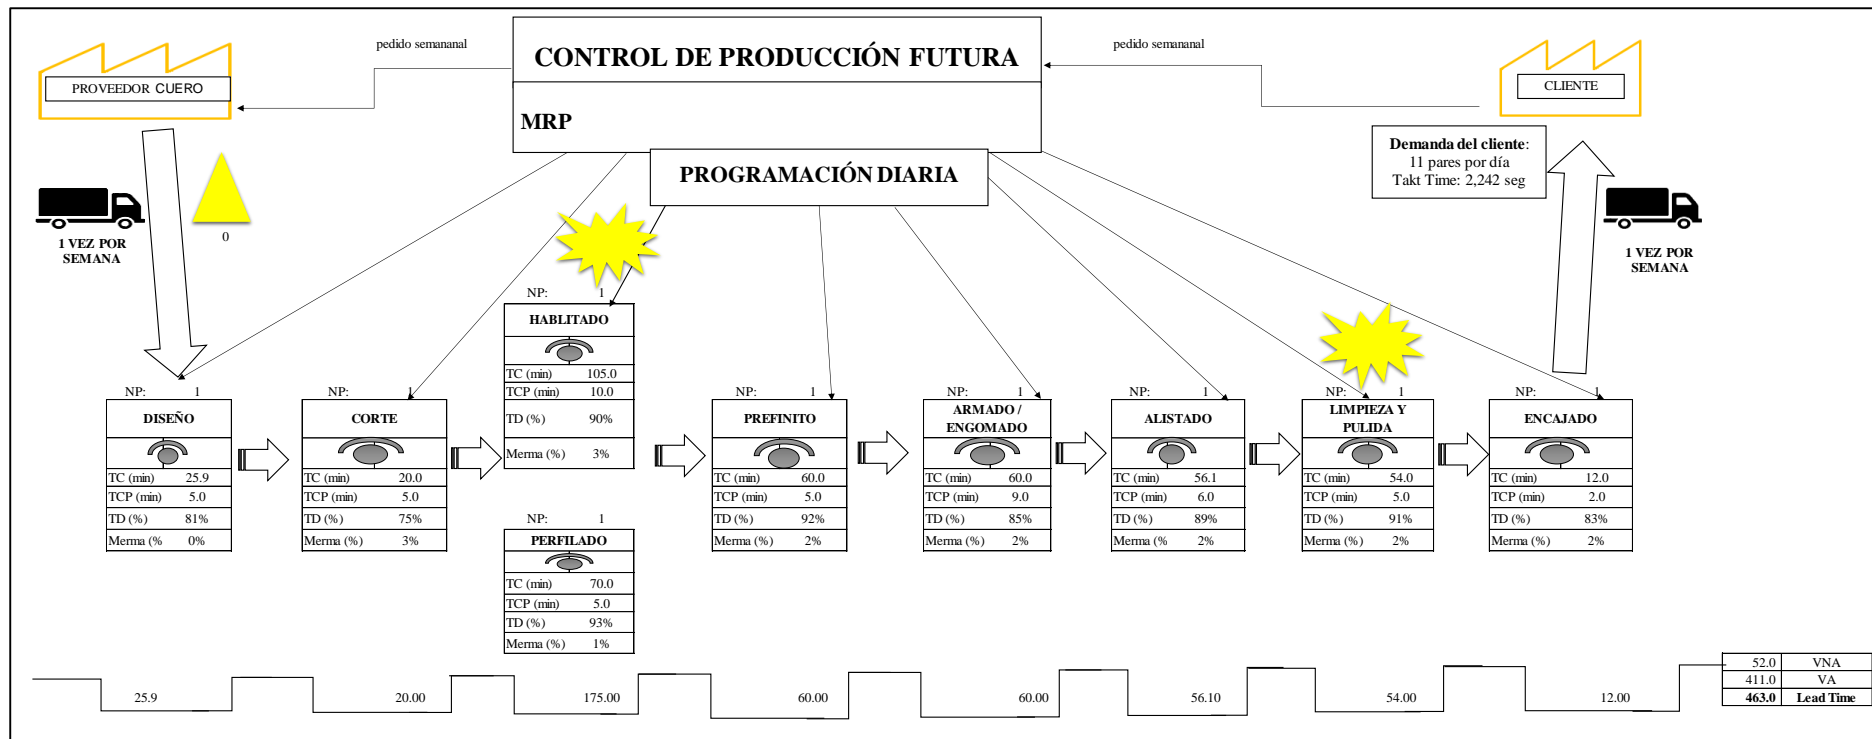 pedido semananal
CONTROL DE PRODUCCIÓN FUTURA
pedido semananal
PROVEEDOR CUERO
CLIENTE
MRP
Demanda del cliente:
11 pares por día
Takt Time: 2,242 seg
PROGRAMACIÓN DIARIA
1 VEZ POR
SEMANA
0
1 VEZ POR
SEMANA
NP: 1
HABLITADO
TC (min) 105.0
TCP (min) 10.0
TD (%) 90%
Merma (%) 3%
NP: 1
DISEÑO
TC (min) 25.9
TCP (min) 5.0
TD (%) 81%
Merma (% 0%
NP: 1
CORTE
TC (min) 20.0
TCP (min) 5.0
TD (%) 75%
Merma (%) 3%
NP: 1
PERFILADO
TC (min) 70.0
TCP (min) 5.0
TD (%) 93%
Merma (%) 1%
NP: 1
PREFINITO
TC (min) 60.0
TCP (min) 5.0
TD (%) 92%
Merma (%) 2%
NP: 1
ARMADO /
ENGOMADO
TC (min) 60.0
TCP (min) 9.0
TD (%) 85%
Merma (%) 2%
NP: 1
ALISTADO
TC (min) 56.1
TCP (min) 6.0
TD (%) 89%
Merma (% 2%
NP: 1
LIMPIEZA Y
PULIDA
TC (min) 54.0
TCP (min) 5.0
TD (%) 91%
Merma (%) 2%
NP: 1
ENCAJADO
TC (min) 12.0
TCP (min) 2.0
TD (%) 83%
Merma (%) 2%
25.9 20.00 175.00 60.00 60.00 56.10 54.00 12.00
52.0 VNA
411.0 VA
463.0 Lead Time